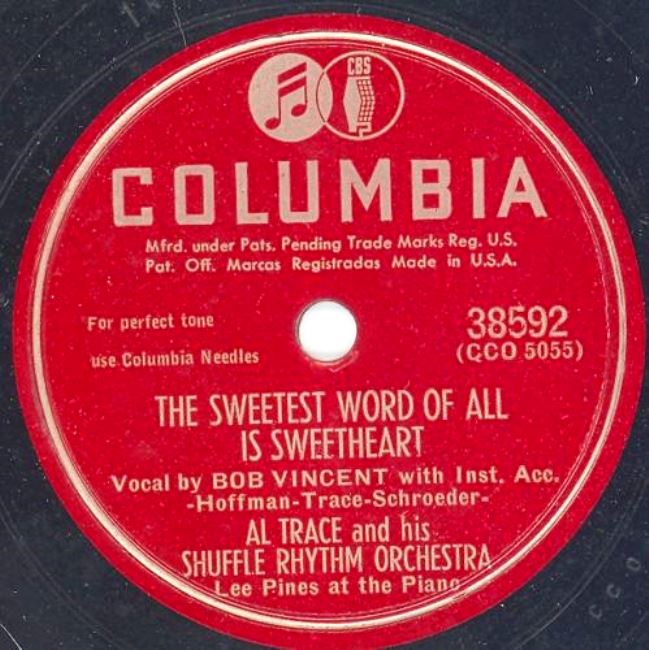 CBS
COLUMBIA
Mfrd. under Pats. Pending Trade Marks Reg. U.S.
Pat. Off. Marcas Registradas Made in U.S.A.
For perfect tone
use Columbia Needles
38592
(CCO 5055)
THE SWEETEST WORD OF ALL
IS SWEETHEART
Vocal by BOB VINCENT with Inst. Acc.
-Hoffman-Trace-Schroeder-
AL TRACE and his
SHUFFLE RHYTHM ORCHESTRA
Lee Pines at the Piano
CCO